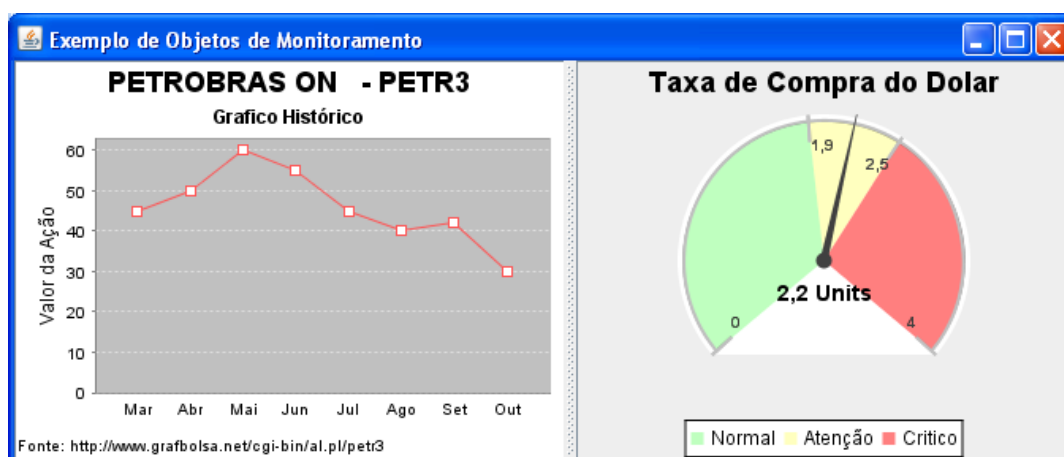 Exemplo de Objetos de Monitoramento
PETROBRAS ON - PETR3
Grafico Histórico
Valor da Ação
60
50
40
30
20
10
0
Mar Abr Mai Jun Jul Ago Set Out
Fonte: http://www.grafbolsa.net/cgi-bin/al.pl/petr3
Taxa de Compra do Dolar
1,9
2,5
2,2 Units
0
4
Normal Atenção Critico